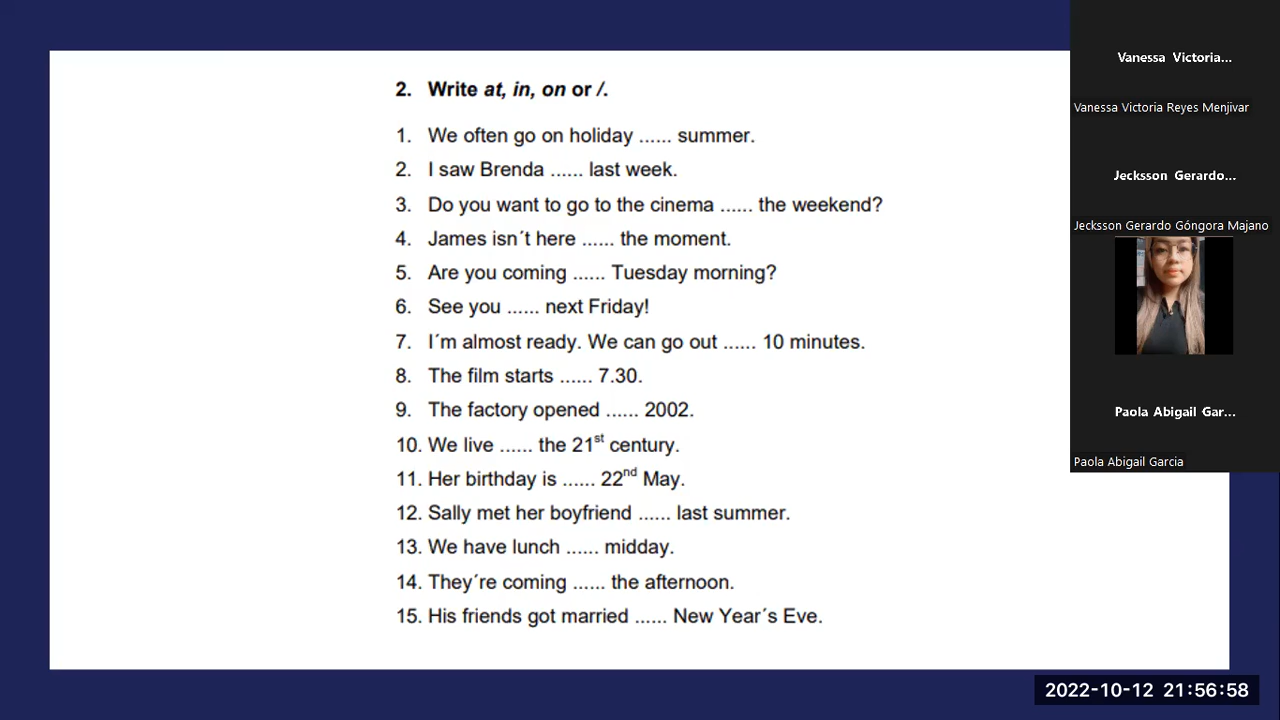 2. Write at, in, on or /.
1. We often go on holiday ...... summer.
2. I saw Brenda ...... last week.
3. Do you want to go to the cinema ...... the weekend?
4. James isn´t here ...... the moment.
5. Are you coming ...... Tuesday morning?
6. See you ...... next Friday!
7. I´m almost ready. We can go out ...... 10 minutes.
8. The film starts ...... 7.30.
9. The factory opened ...... 2002.
10. We live ...... the 21st century.
11. Her birthday is ...... 22nd May.
12. Sally met her boyfriend ...... last summer.
13. We have lunch ...... midday.
14. They´re coming ...... the afternoon.
15. His friends got married ...... New Year´s Eve.
Vanessa Victoria...
Vanessa Victoria Reyes Menjivar
Jecksson Gerardo...
Jecksson Gerardo Góngora Majano
Paola Abigail Gar...
Paola Abigail Garcia
2022-10-12 21:56:58